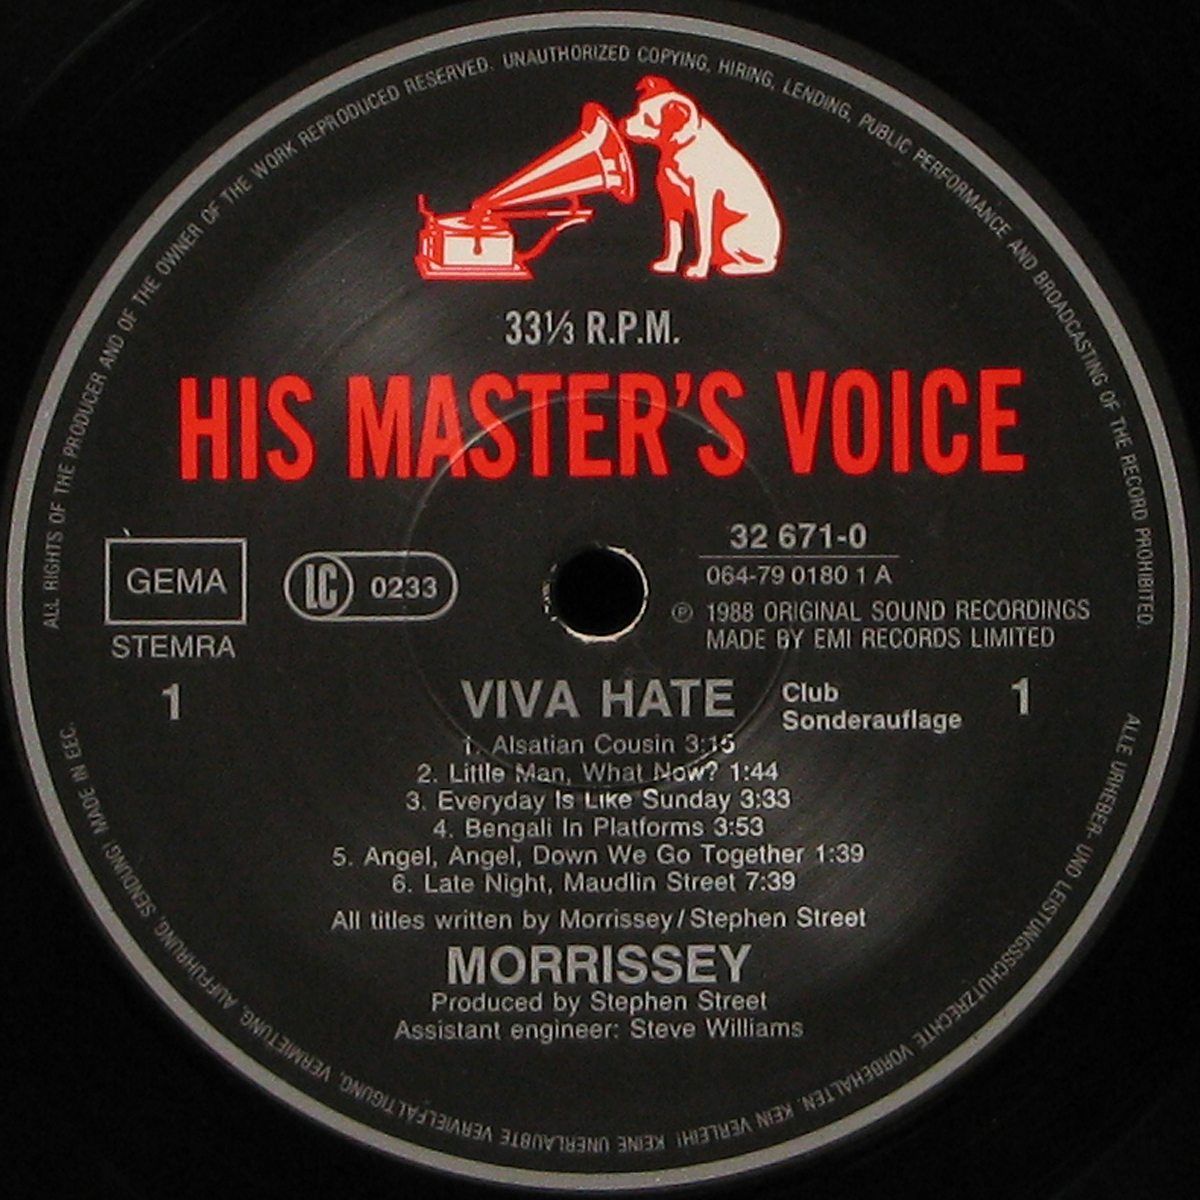 ALL RIGHTS OF THE PRODUCER AND OF THE OWNER OF THE WORK REPRODUCED RESERVED. UNAUTHORIZED COPYING, HIRING, LENDING, PUBLIC PERFORMANCE AND BROADCASTING OF THE RECORD PROHIBITED.
33⅓ R.P.M.
HIS MASTER'S VOICE
GEMA
STEMRA
LC 0233
32 671-0
064-79 0180 1 A
℗ 1988 ORIGINAL SOUND RECORDINGS
MADE BY EMI RECORDS LIMITED
1
VIVA HATE
Club
Sonderauflage
1
1. Alsatian Cousin 3:15
2. Little Man, What Now? 1:44
3. Everyday Is Like Sunday 3:33
4. Bengali In Platforms 3:53
5. Angel, Angel, Down We Go Together 1:39
6. Late Night, Maudlin Street 7:39
All titles written by Morrissey/Stephen Street
MORRISSEY
Produced by Stephen Street
Assistant engineer: Steve Williams
ALLE URHEBER- UND LEISTUNGSSCHUTZRECHTE VORBEHALTEN. KEIN VERLEIH! KEINE UNERLAUBTE VERVIELFÄLTIGUNG, VERMIETUNG, AUFFÜHRUNG, SENDUNG! MADE IN EEC.